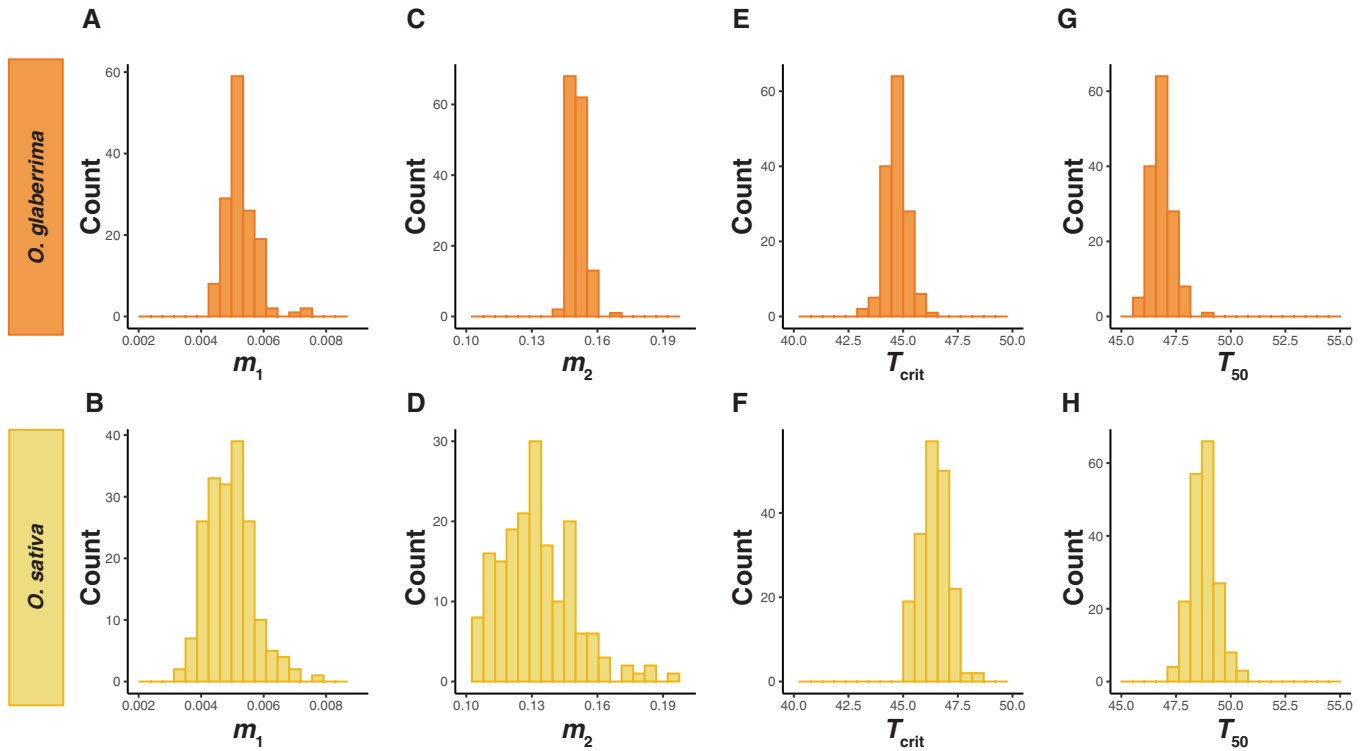 A
C
E
G
O. glaberrima
Count
60
40
20
0
0.002 0.004 0.006 0.008
m1
Count
60
40
20
0
0.10 0.13 0.16 0.19
m2
Count
60
40
20
0
40.0 42.5 45.0 47.5 50.0
Tcrit
Count
60
40
20
0
45.0 47.5 50.0 52.5 55.0
T50
B
D
F
H
O. sativa
Count
40
30
20
10
0
0.002 0.004 0.006 0.008
m1
Count
30
20
10
0
0.10 0.13 0.16 0.19
m2
Count
40
20
0
40.0 42.5 45.0 47.5 50.0
Tcrit
Count
60
40
20
0
45.0 47.5 50.0 52.5 55.0
T50